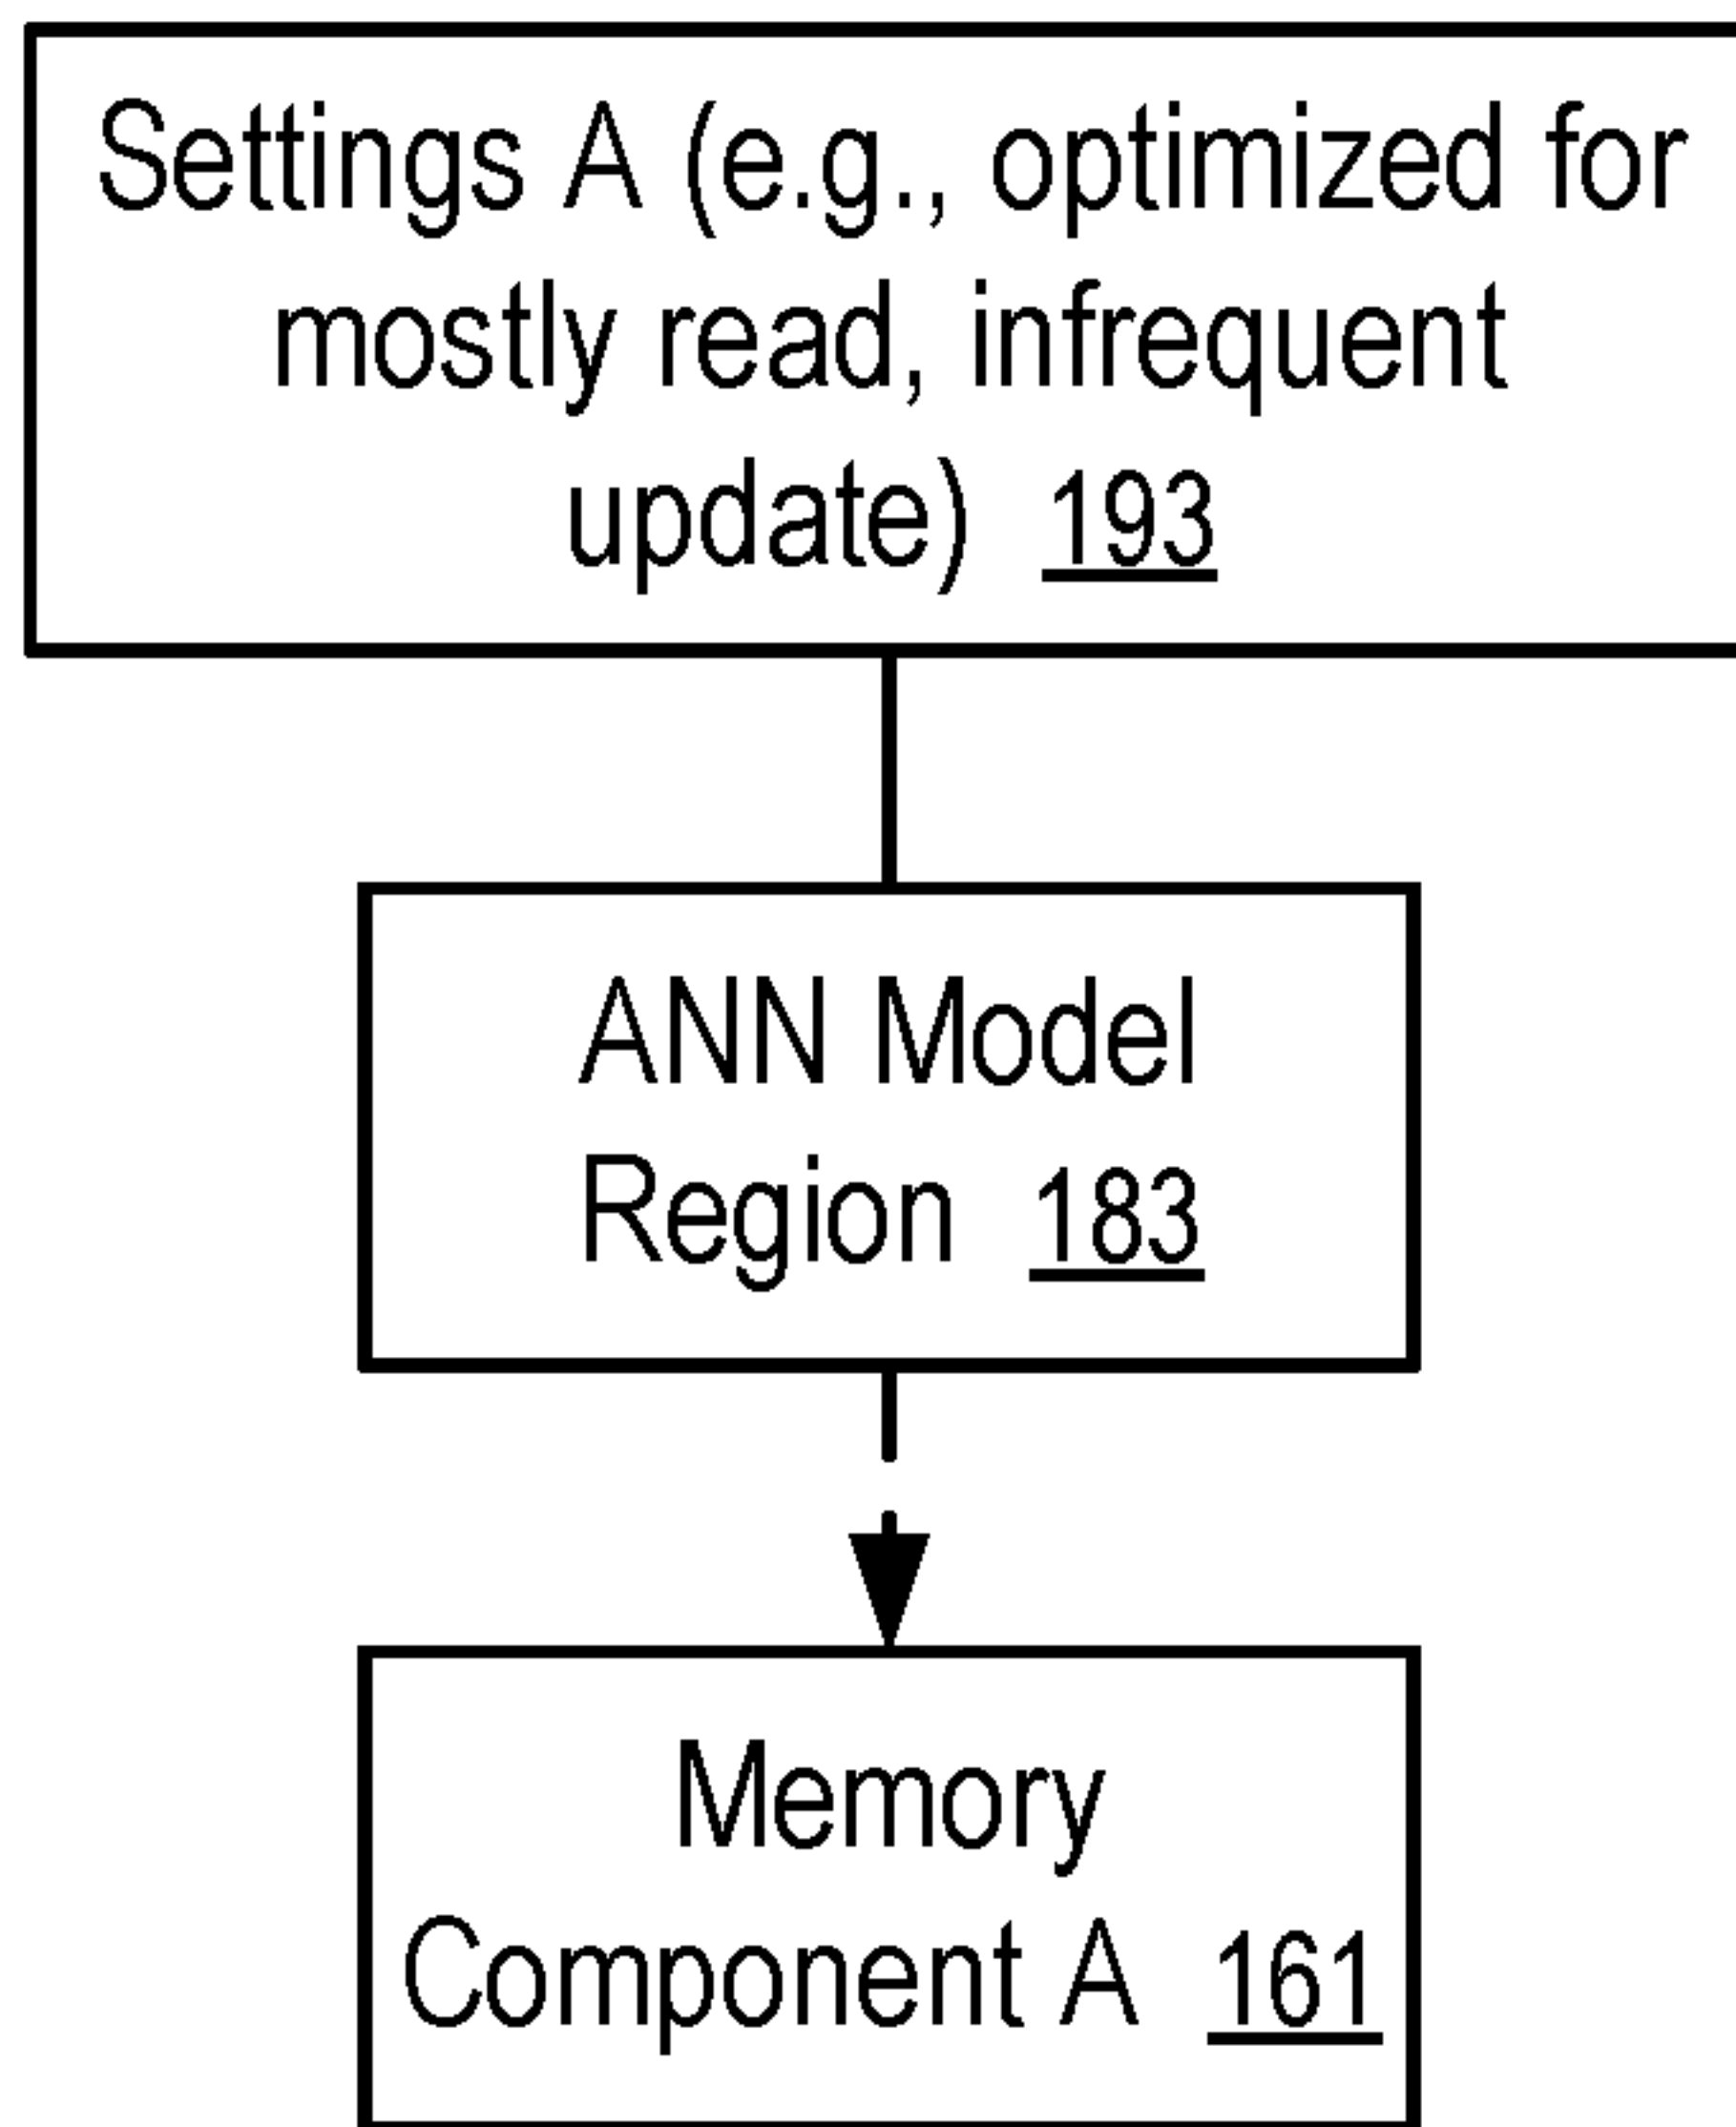 Settings A (e.g., optimized for
mostly read, infrequent
update) 193
ANN Model
Region 183
Memory
Component A 161